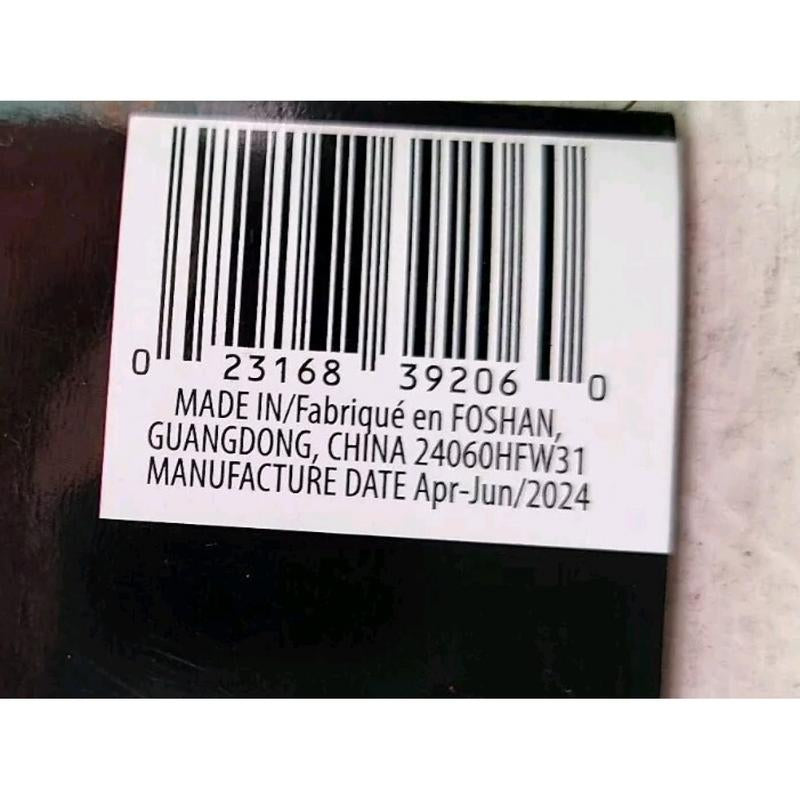 0 23168 39206 0
MADE IN/Fabriqué en FOSHAN,
GUANGDONG, CHINA 24060HFW31
MANUFACTURE DATE Apr-Jun/2024